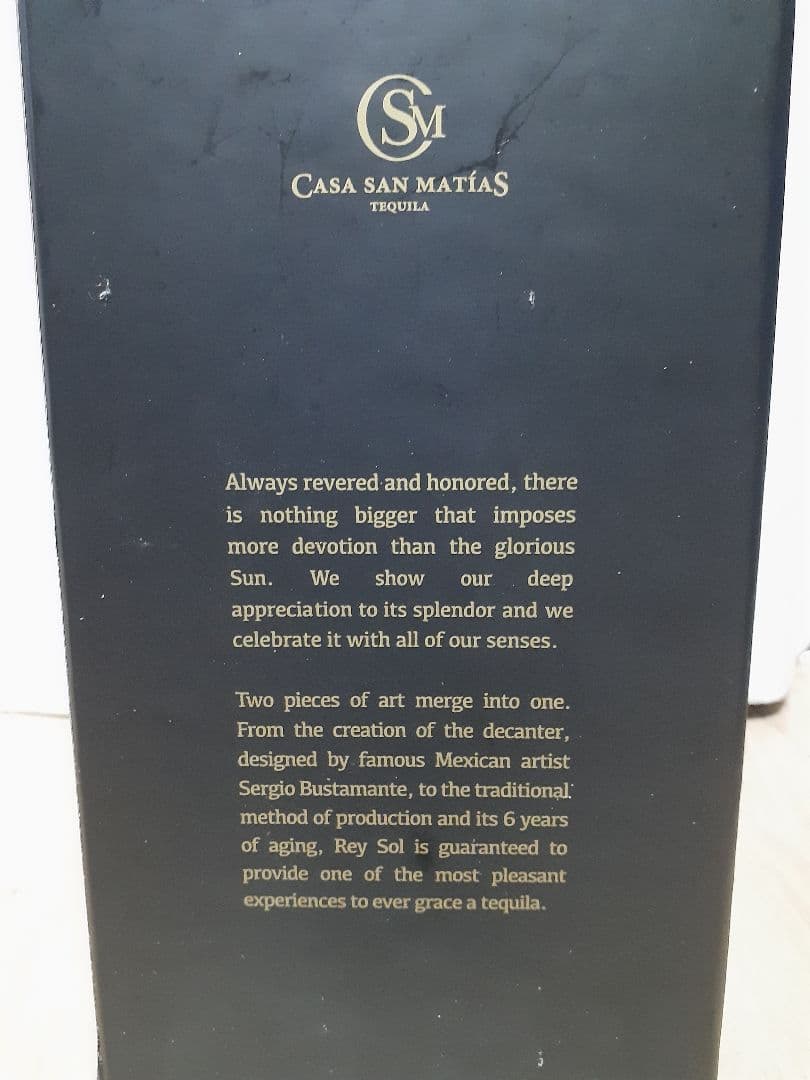 CSM
CASA SAN MATÍAS
TEQUILA
Always revered and honored, there
is nothing bigger that imposes
more devotion than the glorious
Sun. We show our deep
appreciation to its splendor and we
celebrate it with all of our senses.
Two pieces of art merge into one.
From the creation of the decanter,
designed by famous Mexican artist
Sergio Bustamante, to the traditional
method of production and its 6 years
of aging, Rey Sol is guaranteed to
provide one of the most pleasant
experiences to ever grace a tequila.